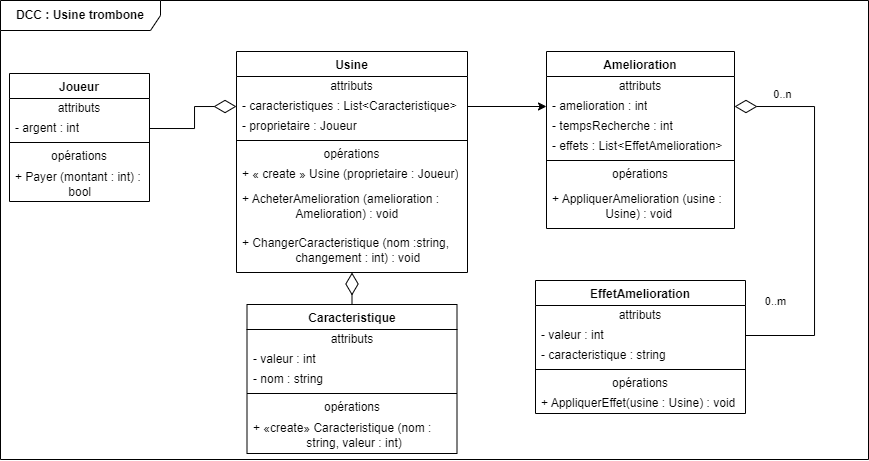 DCC : Usine trombone
Joueur
attributs
- argent : int
opérations
+ Payer (montant : int) :
bool
Usine
attributs
- caracteristiques : List<Caracteristique>
- proprietaire : Joueur
opérations
+ « create » Usine (proprietaire : Joueur)
+ AcheterAmelioration (amelioration :
Amelioration) : void
+ ChangerCaracteristique (nom :string,
changement : int) : void
Amelioration
attributs
- amelioration : int
- tempsRecherche : int
- effets : List<EffetAmelioration>
opérations
+ AppliquerAmelioration (usine :
Usine) : void
0..n
0..m
Caracteristique
attributs
- valeur : int
- nom : string
opérations
+ «create» Caracteristique (nom :
string, valeur : int)
EffetAmelioration
attributs
- valeur : int
- caracteristique : string
opérations
+ AppliquerEffet(usine : Usine) : void